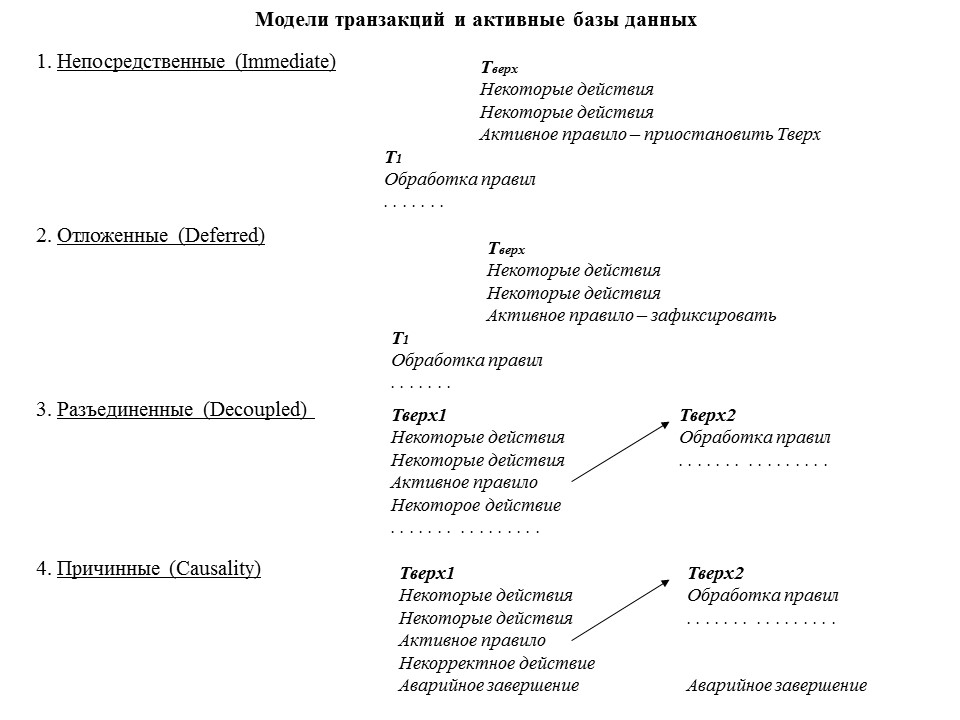 Модели транзакций и активные базы данных
1. Непосредственные (Immediate)
Тверх
Некоторые действия
Некоторые действия
Активное правило – приостановить Тверх
Т1
Обработка правил
. . . . . . .
2. Отложенные (Deferred)
Тверх
Некоторые действия
Некоторые действия
Активное правило – зафиксировать
Т1
Обработка правил
. . . . . . .
3. Разъединенные (Decoupled)
Тверх1
Некоторые действия
Некоторые действия
Активное правило
Некоторое действие
. . . . . . . . . . . . . . . .
Тверх2
Обработка правил
. . . . . . . . . . . . . . . .
4. Причинные (Causality)
Тверх1
Некоторые действия
Некоторые действия
Активное правило
Некорректное действие
Аварийное завершение
Тверх2
Обработка правил
. . . . . . . . . . . . . . . .
Аварийное завершение